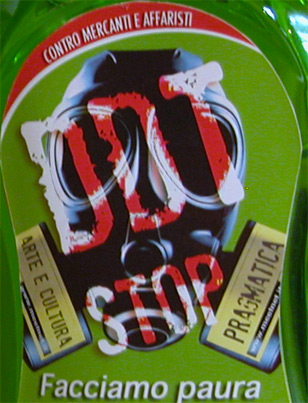 CONTRO MERCANTI E AFFARISTI
DDT
STOP
ARTE E CULTURA
PRAGMATICA
Facciamo paura